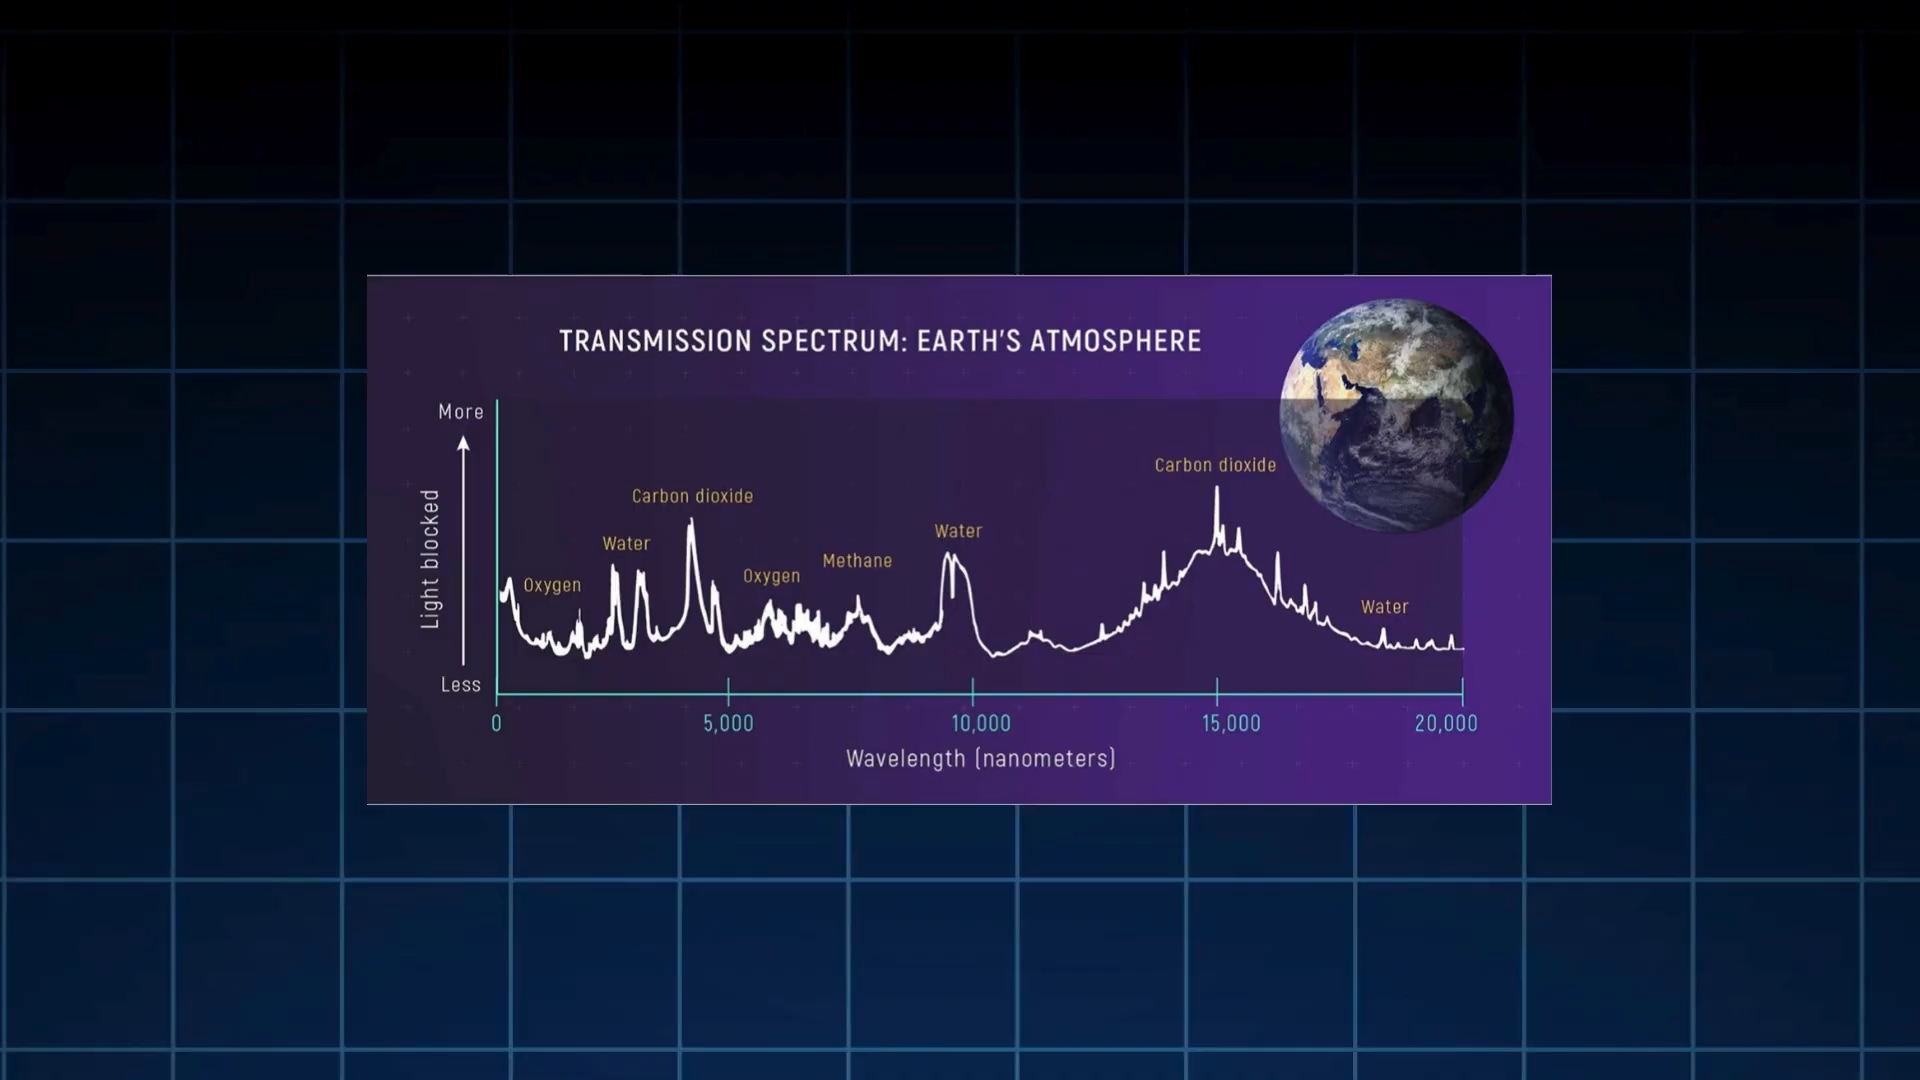 TRANSMISSION SPECTRUM: EARTH'S ATMOSPHERE
More
Light blocked
Less
Carbon dioxide
Carbon dioxide
Water
Water
Methane
Oxygen
Oxygen
Water
0
5,000
10,000
15,000
20,000
Wavelength (nanometers)